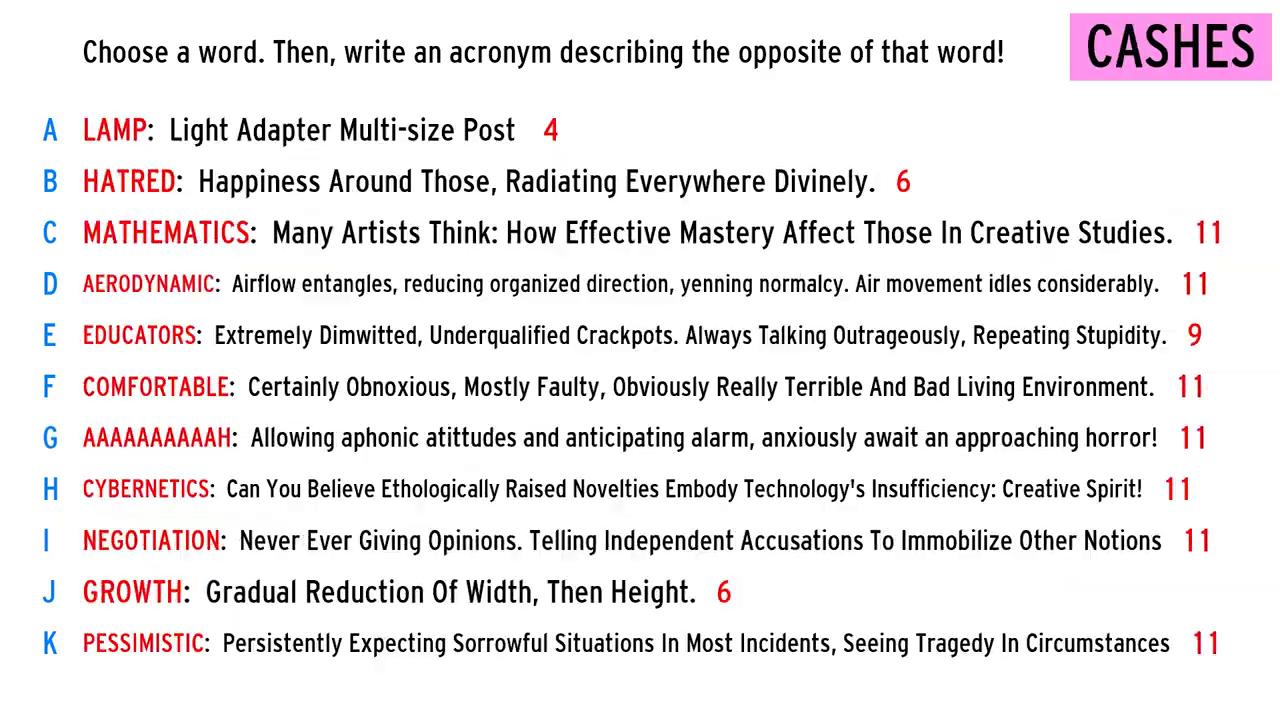 Choose a word. Then, write an acronym describing the opposite of that word!
CASHES
A LAMP: Light Adapter Multi-size Post 4
B HATRED: Happiness Around Those, Radiating Everywhere Divinely. 6
C MATHEMATICS: Many Artists Think: How Effective Mastery Affect Those In Creative Studies. 11
D AERODYNAMIC: Airflow entangles, reducing organized direction, yenning normalcy. Air movement idles considerably. 11
E EDUCATORS: Extremely Dimwitted, Underqualified Crackpots. Always Talking Outrageously, Repeating Stupidity. 9
F COMFORTABLE: Certainly Obnoxious, Mostly Faulty, Obviously Really Terrible And Bad Living Environment. 11
G AAAAAAAAAAH: Allowing aphonic atittudes and anticipating alarm, anxiously await an approaching horror! 11
H CYBERNETICS: Can You Believe Ethologically Raised Novelties Embody Technology's Insufficiency: Creative Spirit! 11
I NEGOTIATION: Never Ever Giving Opinions. Telling Independent Accusations To Immobilize Other Notions 11
J GROWTH: Gradual Reduction Of Width, Then Height. 6
K PESSIMISTIC: Persistently Expecting Sorrowful Situations In Most Incidents, Seeing Tragedy In Circumstances 11